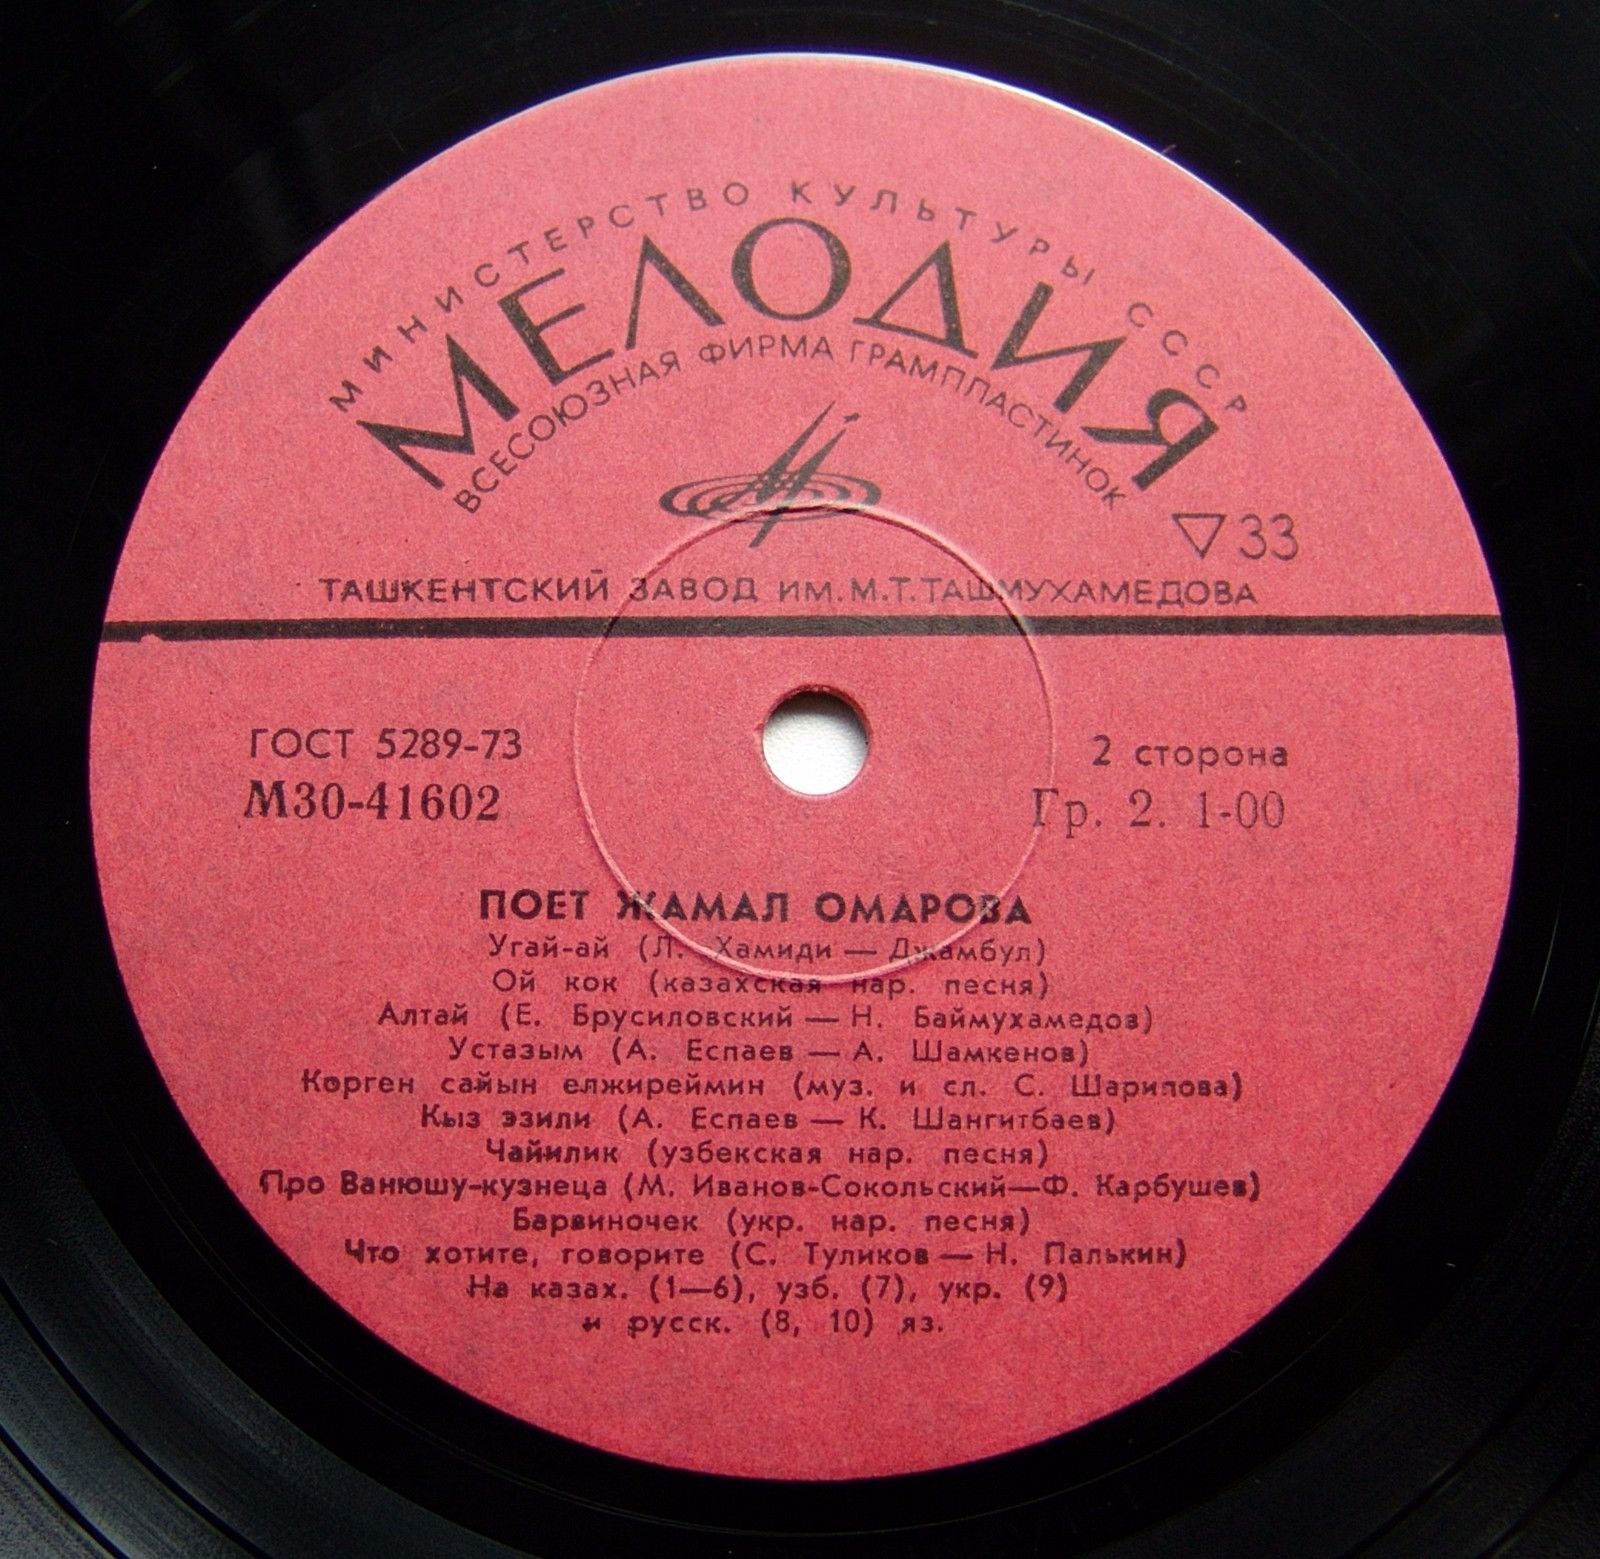 МИНИСТЕРСТВО КУЛЬТУРЫ СССР
МЕЛОДИЯ
ВСЕСОЮЗНАЯ ФИРМА ГРАМПЛАСТИНОК
▽33
ТАШКЕНТСКИЙ ЗАВОД ИМ. М.Т. ТАШМУХАМЕДОВА
ГОСТ 5289-73
2 сторона
М30-41602
Гр. 2. 1-00
ПОЕТ ЖАМАЛ ОМАРОВА
Угай-ай (Л. Хамиди — Джамбул)
Ой кок (казахская нар. песня)
Алтай (Е. Брусиловский — Н. Баймухамедов)
Устазым (А. Еспаев — А. Шамкенов)
Корген сайын елжиреймин (муз. и сл. С. Шарипова)
Кыз эзили (А. Еспаев — К. Шангитбаев)
Чайилик (узбекская нар. песня)
Про Ванюшу-кузнеца (М. Иванов-Сокольский—Ф. Карбушев)
Барвиночек (укр. нар. песня)
Что хотите, говорите (С. Туликов — Н. Палькин)
На казах. (1—6), узб. (7), укр. (9)
и русск. (8, 10) яз.